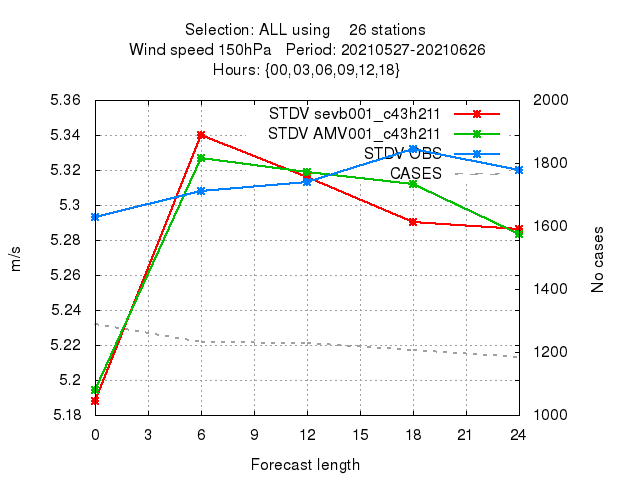 Selection: ALL using 26 stations
Wind speed 150hPa Period: 20210527-20210626
Hours: {00,03,06,09,12,18}
5.36
5.34
5.32
5.3
5.28
5.26
5.24
5.22
5.2
5.18
m/s
STDV sevb001_c43h211
STDV AMV001_c43h211
STDV OBS
CASES
2000
1800
1600
1400
1200
1000
No cases
0 3 6 9 12 15 18 21 24
Forecast length